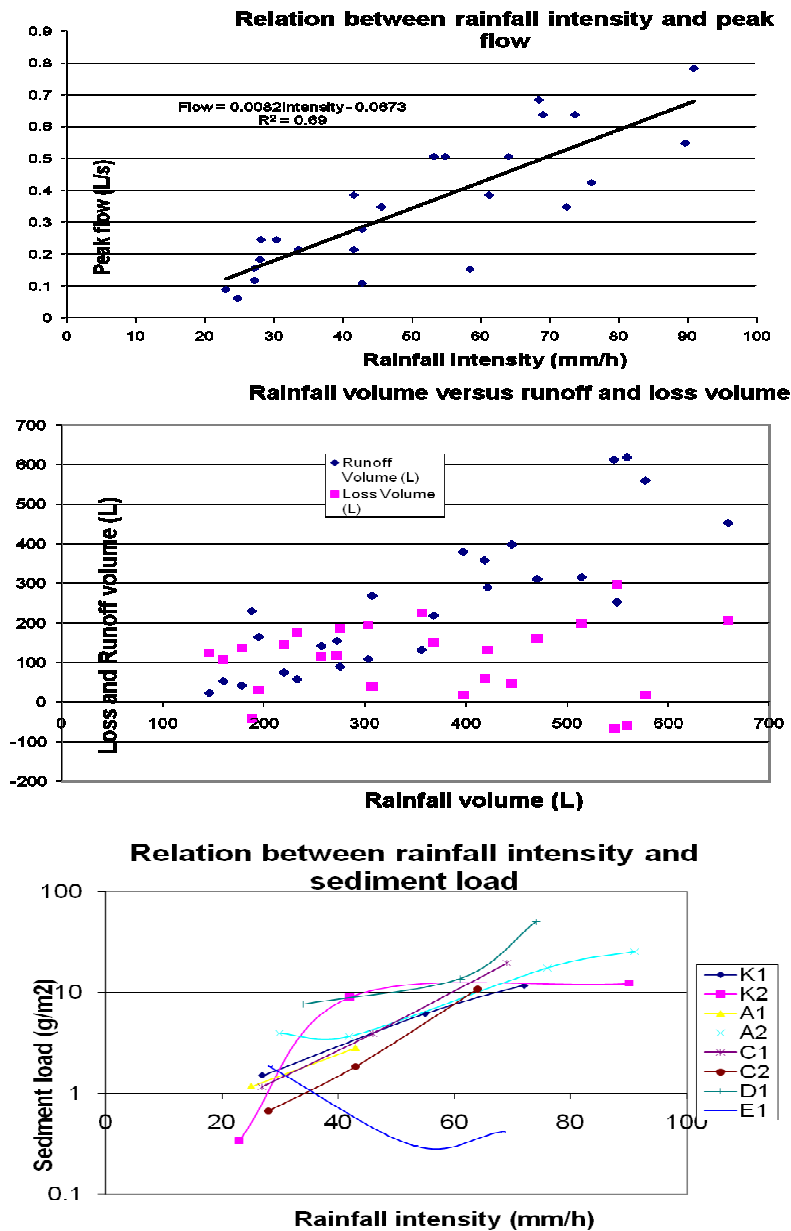 Relation between rainfall intensity and peak
flow
0.9
0.8
0.7
0.6
0.5
0.4
0.3
0.2
0.1
0
Peak flow (L/s)
Flow = 0.0082Intensity - 0.0673
R² = 0.69
0 10 20 30 40 50 60 70 80 90 100
Rainfall Intensity (mm/h)
Rainfall volume versus runoff and loss volume
700
600
500
400
300
200
100
0
-100
-200
Loss and Runoff volume (L)
Runoff
Volume (L)
Loss Volume
(L)
0 100 200 300 400 500 600 700
Rainfall volume (L)
Relation between rainfall intensity and
sediment load
100
10
1
0.1
Sediment load (g/m2)
0 20 40 60 80 100
Rainfall intensity (mm/h)
K1
K2
A1
A2
C1
C2
D1
E1